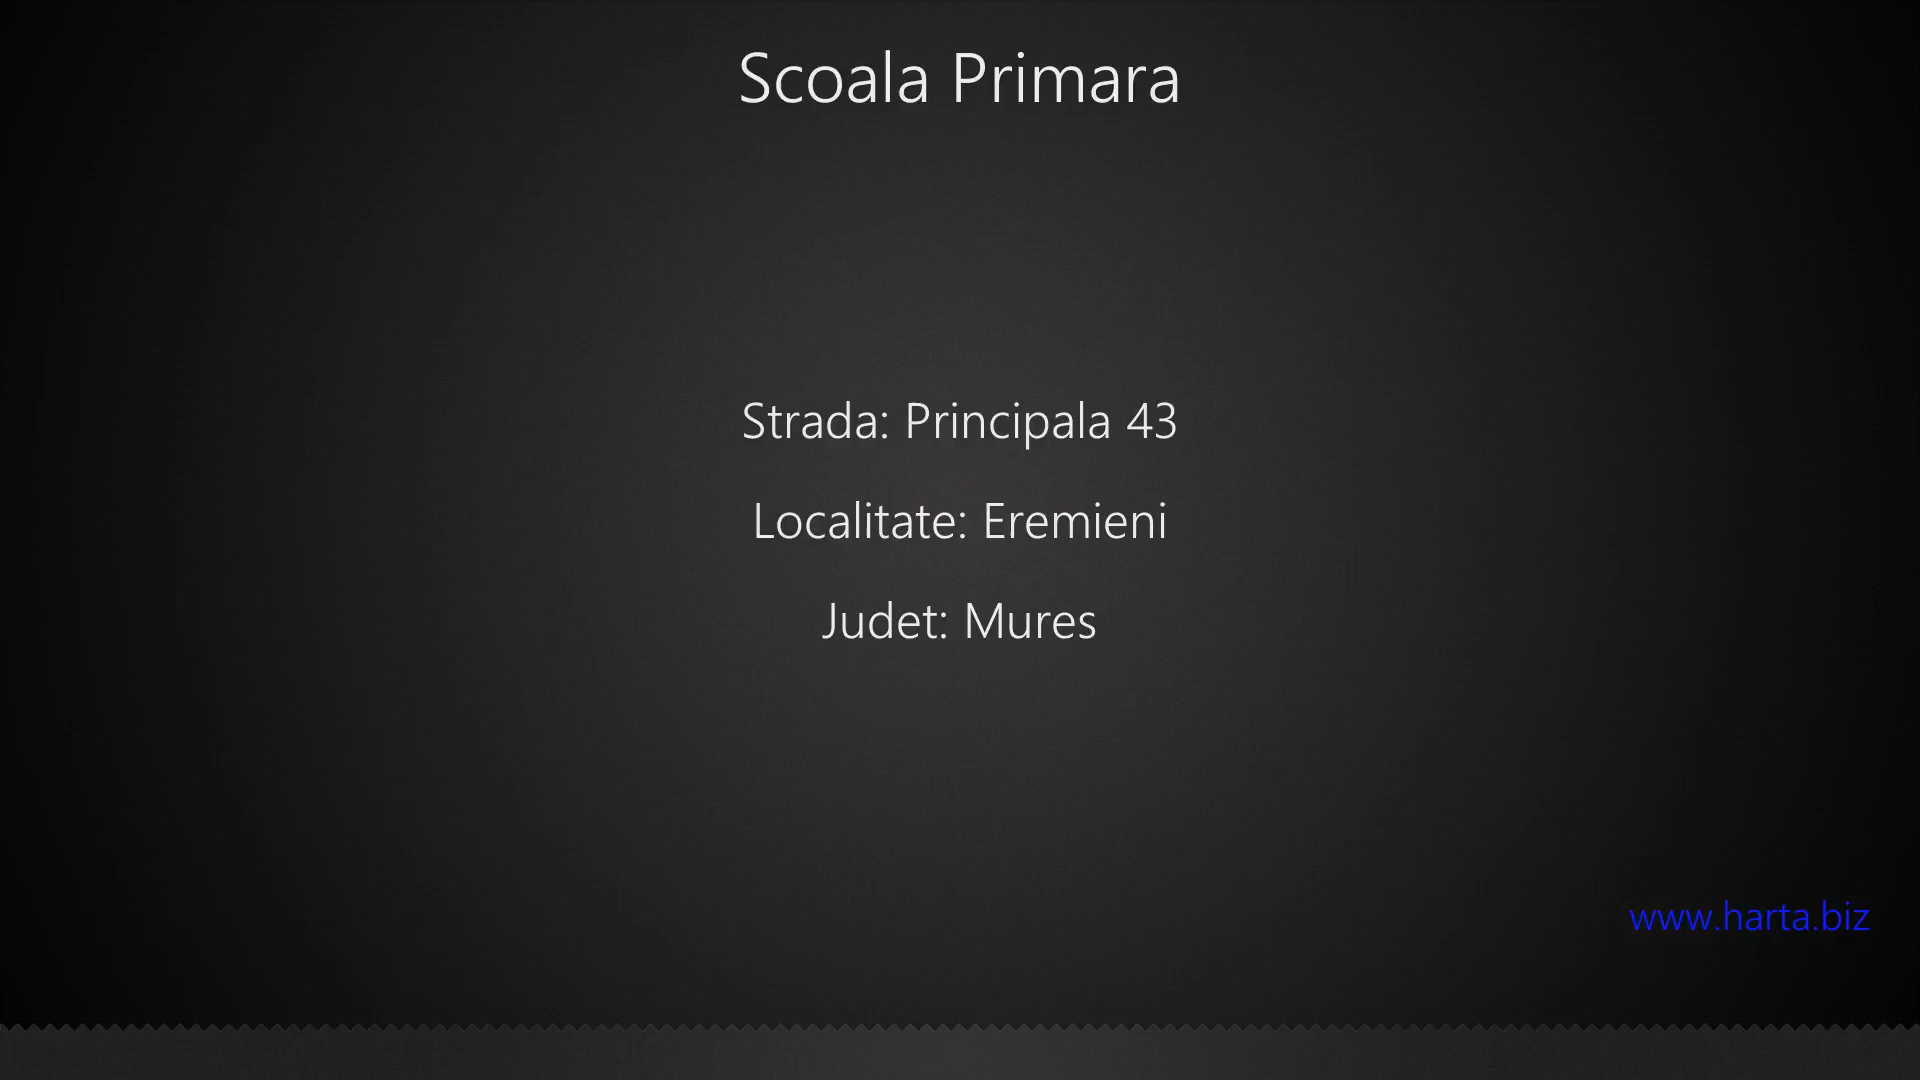 Scoala Primara
Strada: Principala 43
Localitate: Eremieni
Judet: Mures
www.harta.biz